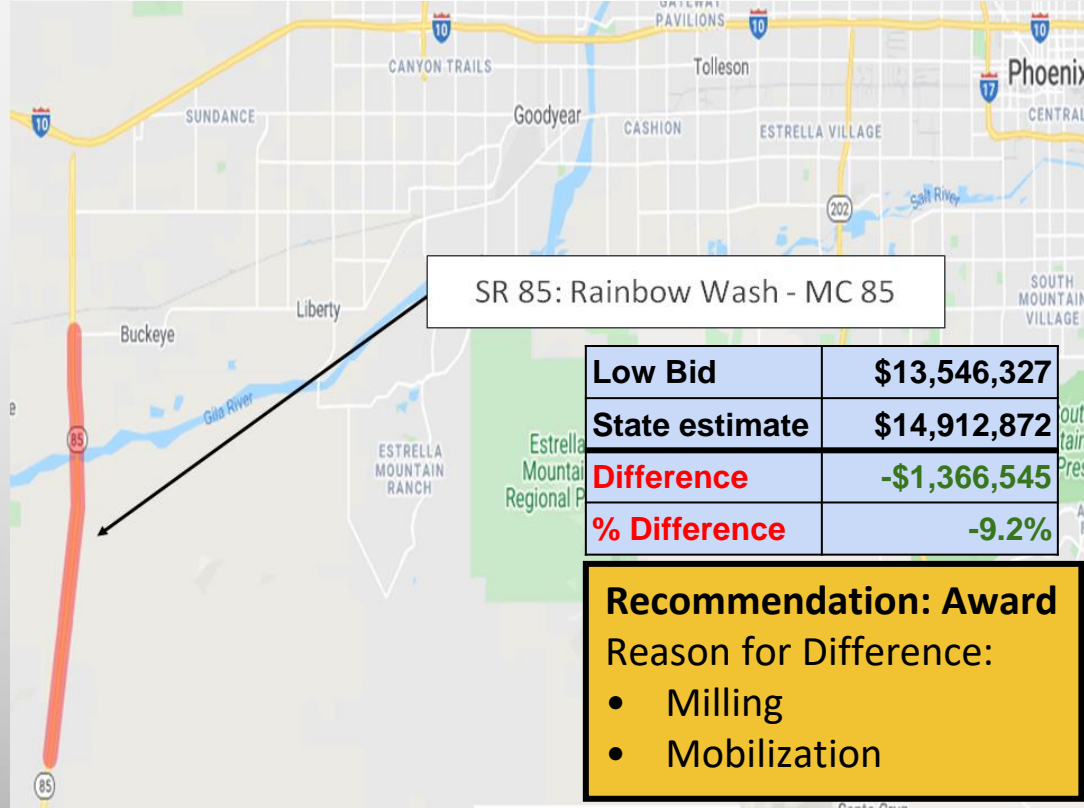 GATEWAY
PAVILIONS
10
10
10
CANYON TRAILS
Tolleson
Phoenix
17
10
SUNDANCE
Goodyear
CASHION
ESTRELLA VILLAGE
CENTRAL
202
Salt River
SR 85: Rainbow Wash - MC 85
SOUTH
MOUNTAIN
VILLAGE
Liberty
Buckeye
Gila River
85
ESTRELLA
MOUNTAIN
RANCH
Estrella
Mountai
Regional P
Low Bid $13,546,327
State estimate $14,912,872
Difference -$1,366,545
% Difference -9.2%
Recommendation: Award
Reason for Difference:
• Milling
• Mobilization
85